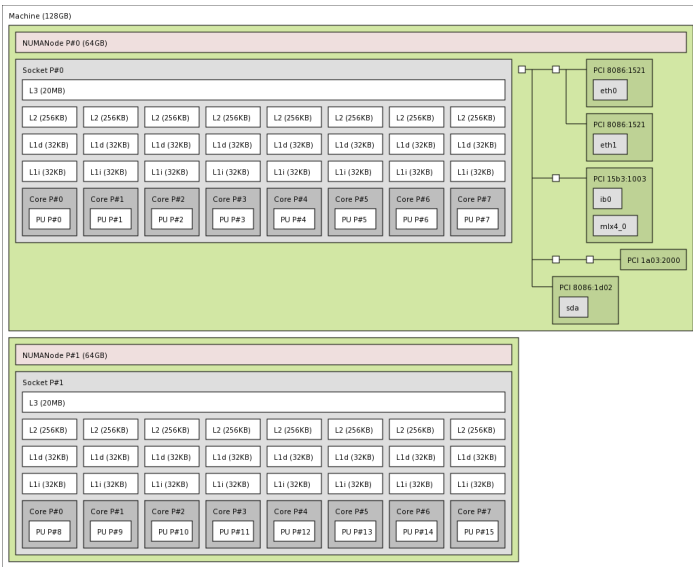 Machine (128GB)
NUMANode P#0 (64GB)
Socket P#0
L3 (20MB)
L2 (256KB) L2 (256KB) L2 (256KB) L2 (256KB) L2 (256KB) L2 (256KB) L2 (256KB) L2 (256KB)
L1d (32KB) L1d (32KB) L1d (32KB) L1d (32KB) L1d (32KB) L1d (32KB) L1d (32KB) L1d (32KB)
L1i (32KB) L1i (32KB) L1i (32KB) L1i (32KB) L1i (32KB) L1i (32KB) L1i (32KB) L1i (32KB)
Core P#0 Core P#1 Core P#2 Core P#3 Core P#4 Core P#5 Core P#6 Core P#7
PU P#0 PU P#1 PU P#2 PU P#3 PU P#4 PU P#5 PU P#6 PU P#7
PCI 8086:1521
eth0
PCI 8086:1521
eth1
PCI 15b3:1003
ib0
mlx4_0
PCI 1a03:2000
PCI 8086:1d02
sda
NUMANode P#1 (64GB)
Socket P#1
L3 (20MB)
L2 (256KB) L2 (256KB) L2 (256KB) L2 (256KB) L2 (256KB) L2 (256KB) L2 (256KB) L2 (256KB)
L1d (32KB) L1d (32KB) L1d (32KB) L1d (32KB) L1d (32KB) L1d (32KB) L1d (32KB) L1d (32KB)
L1i (32KB) L1i (32KB) L1i (32KB) L1i (32KB) L1i (32KB) L1i (32KB) L1i (32KB) L1i (32KB)
Core P#0 Core P#1 Core P#2 Core P#3 Core P#4 Core P#5 Core P#6 Core P#7
PU P#8 PU P#9 PU P#10 PU P#11 PU P#12 PU P#13 PU P#14 PU P#15